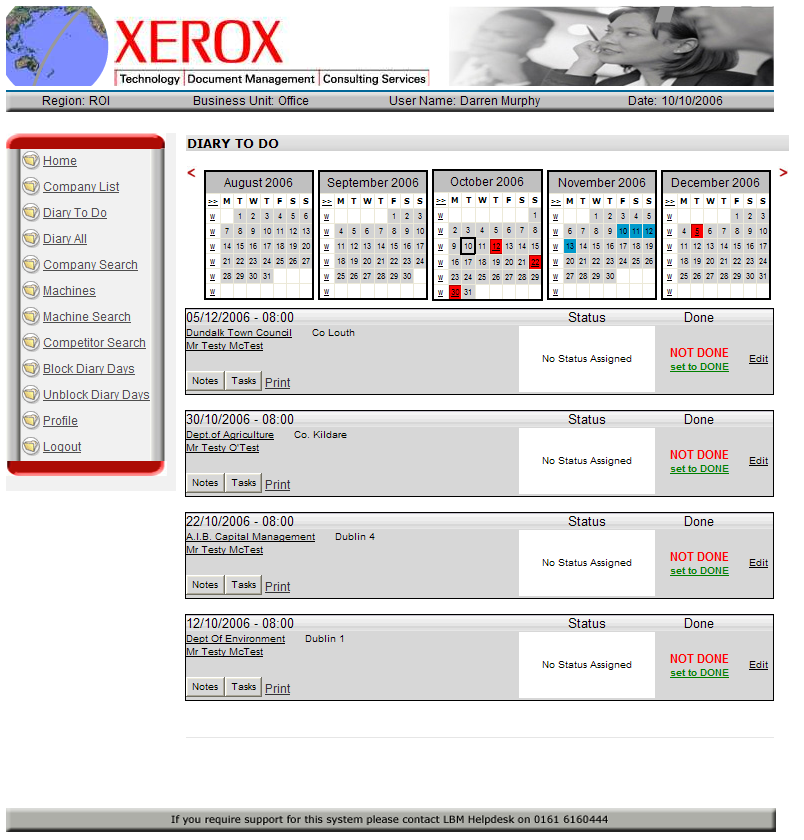 XEROX
Technology Document Management Consulting Services
Region: ROI Business Unit: Office User Name: Darren Murphy Date: 10/10/2006
Home
Company List
Diary To Do
Diary All
Company Search
Machines
Machine Search
Competitor Search
Block Diary Days
Unblock Diary Days
Profile
Logout
DIARY TO DO
< >
August 2006
>> M T W T F S S
W 1 2 3 4 5 6
W 7 8 9 10 11 12 13
W 14 15 16 17 18 19 20
W 21 22 23 24 25 26 27
W 28 29 30 31
W
September 2006
>> M T W T F S S
W 1 2 3
W 4 5 6 7 8 9 10
W 11 12 13 14 15 16 17
W 18 19 20 21 22 23 24
W 25 26 27 28 29 30
W
October 2006
>> M T W T F S S
W 1
W 2 3 4 5 6 7 8
W 9 10 11 12 13 14 15
W 16 17 18 19 20 21 22
W 23 24 25 26 27 28 29
W 30 31
November 2006
>> M T W T F S S
W 1 2 3 4 5
W 6 7 8 9 10 11 12
W 13 14 15 16 17 18 19
W 20 21 22 23 24 25 26
W 27 28 29 30
W
December 2006
>> M T W T F S S
W 1 2 3
W 4 5 6 7 8 9 10
W 11 12 13 14 15 16 17
W 18 19 20 21 22 23 24
W 25 26 27 28 29 30 31
W
05/12/2006 - 08:00 Status Done
Dundalk Town Council Co Louth
Mr Testy McTest
No Status Assigned
NOT DONE
set to DONE
Edit
Notes Tasks Print
30/10/2006 - 08:00 Status Done
Dept.of Agriculture Co. Kildare
Mr Testy O'Test
No Status Assigned
NOT DONE
set to DONE
Edit
Notes Tasks Print
22/10/2006 - 08:00 Status Done
A.I.B. Capital Management Dublin 4
Mr Testy McTest
No Status Assigned
NOT DONE
set to DONE
Edit
Notes Tasks Print
12/10/2006 - 08:00 Status Done
Dept Of Environment Dublin 1
Mr Testy McTest
No Status Assigned
NOT DONE
set to DONE
Edit
Notes Tasks Print
If you require support for this system please contact LBM Helpdesk on 0161 6160444